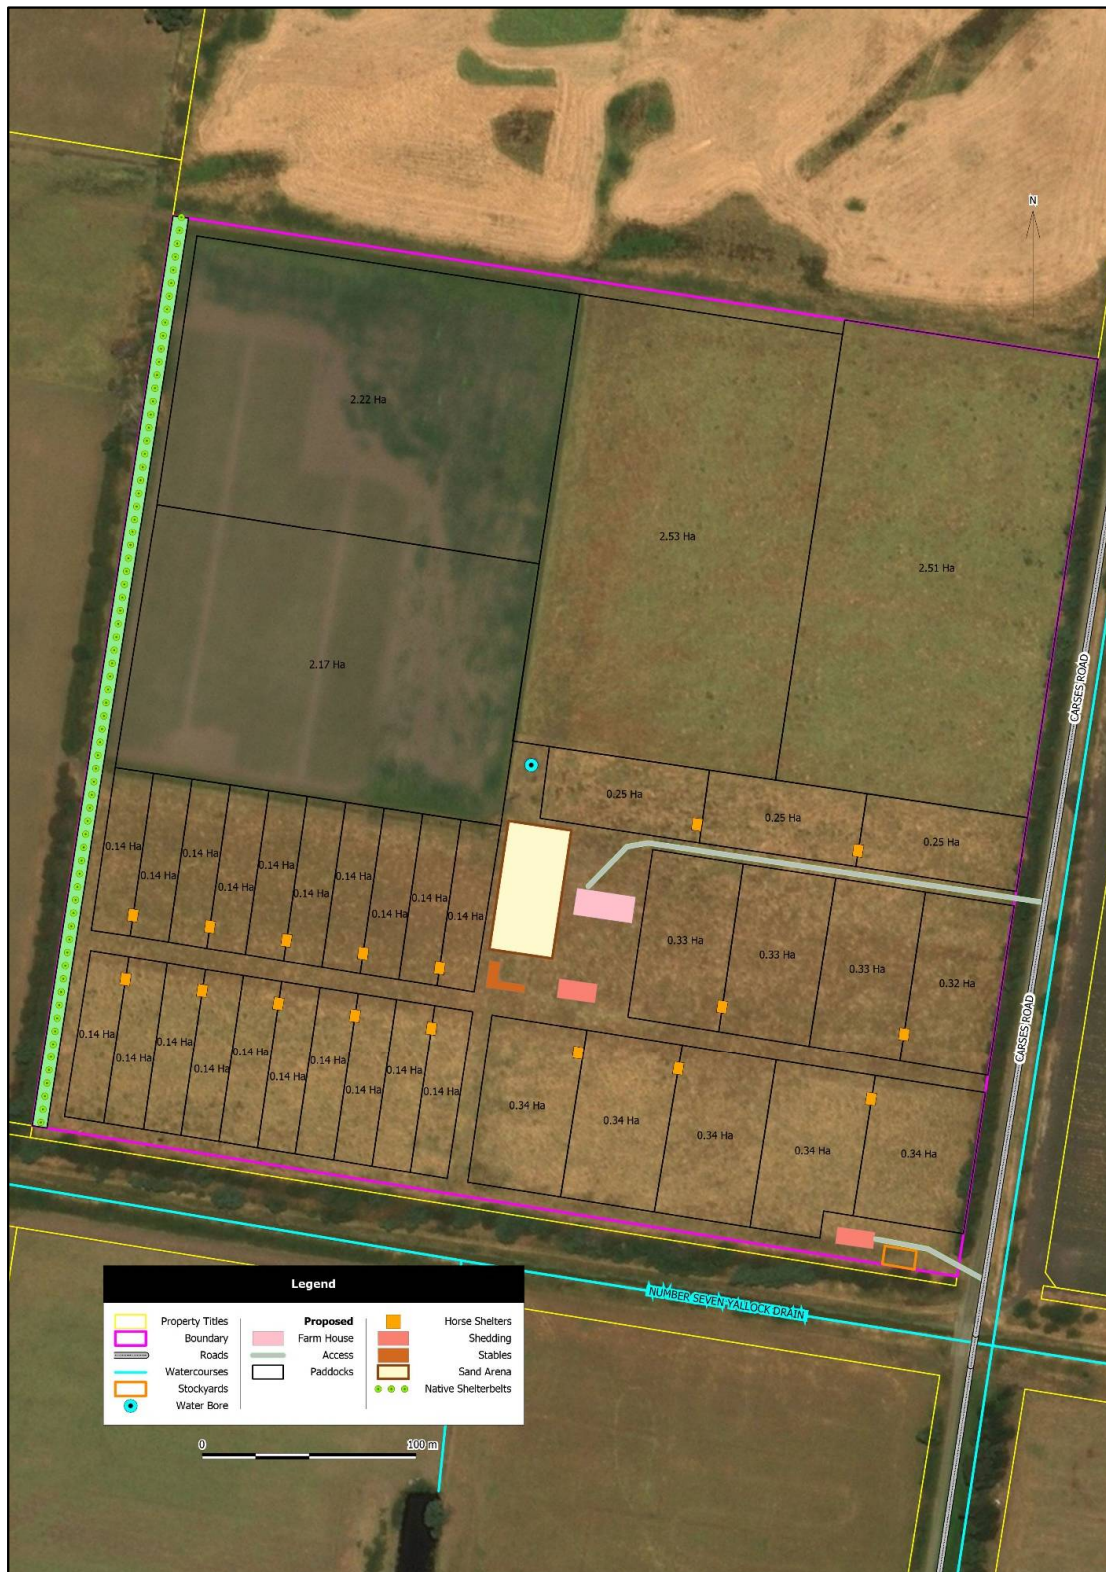 N
2.22 Ha
2.53 Ha
2.51 Ha
2.17 Ha
CARSES ROAD
0.25 Ha
0.25 Ha
0.25 Ha
0.14 Ha
0.14 Ha
0.14 Ha
0.14 Ha
0.14 Ha
0.14 Ha
0.14 Ha
0.14 Ha
0.14 Ha
0.14 Ha
0.33 Ha
0.33 Ha
0.33 Ha
0.32 Ha
CARSES ROAD
0.14 Ha
0.14 Ha
0.14 Ha
0.14 Ha
0.14 Ha
0.14 Ha
0.14 Ha
0.14 Ha
0.14 Ha
0.14 Ha
0.34 Ha
0.34 Ha
0.34 Ha
0.34 Ha
0.34 Ha
NUMBER SEVEN YALLOCK DRAIN
Legend
Property Titles
Boundary
Roads
Watercourses
Stockyards
Water Bore
Proposed
Farm House
Access
Paddocks
Horse Shelters
Shedding
Stables
Sand Arena
Native Shelterbelts
0 100 m